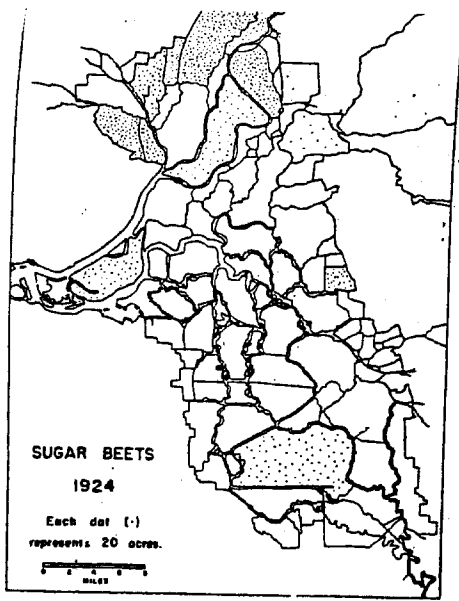 SUGAR BEETS
1924
Each dot (·)
represents 20 acres.
MILES